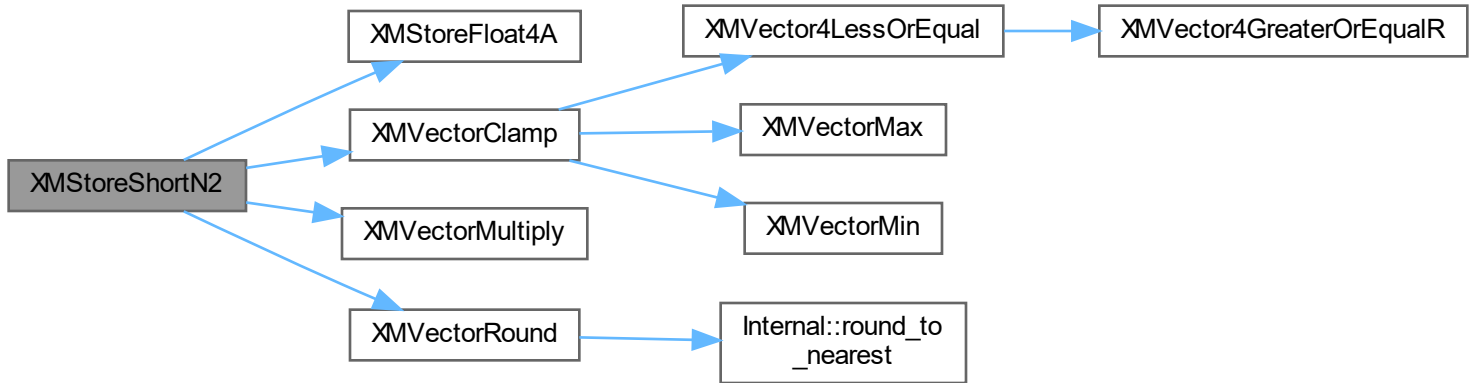 XMStoreShortN2
XMStoreFloat4A
XMVectorClamp
XMVector4LessOrEqual
XMVector4GreaterOrEqualR
XMVectorMax
XMVectorMin
XMVectorMultiply
XMVectorRound
Internal::round_to
_nearest